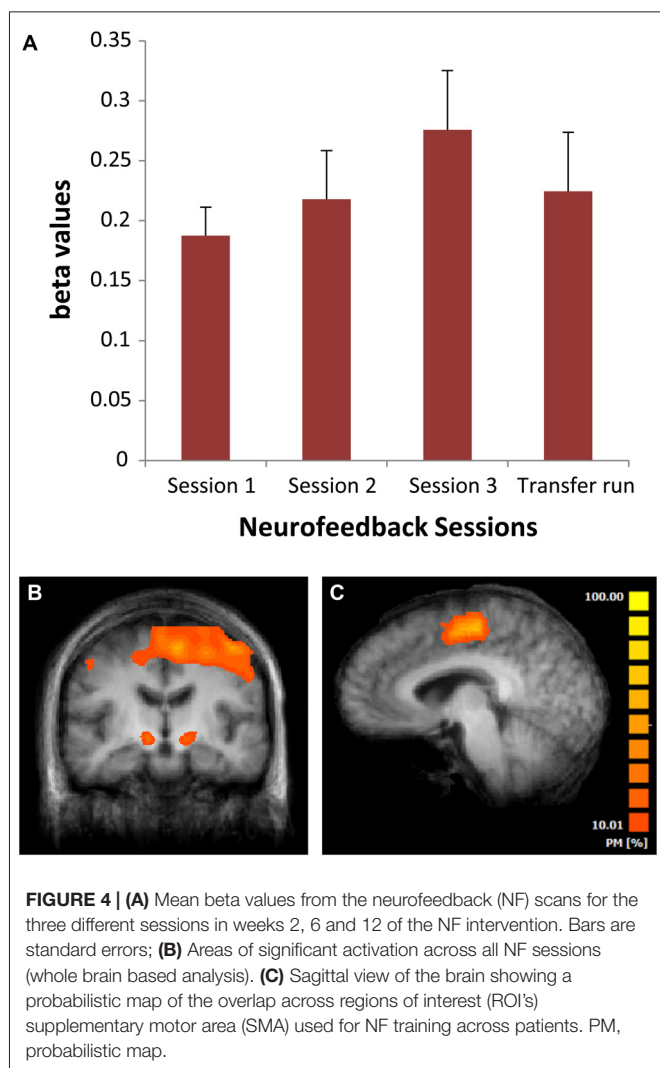 A
0.35
0.3
0.25
0.2
0.15
0.1
0.05
0
beta values
Session 1 Session 2 Session 3 Transfer run
Neurofeedback Sessions
B
C
100.00
10.01
PM [%]
FIGURE 4 | (A) Mean beta values from the neurofeedback (NF) scans for the
three different sessions in weeks 2, 6 and 12 of the NF intervention. Bars are
standard errors; (B) Areas of significant activation across all NF sessions
(whole brain based analysis). (C) Sagittal view of the brain showing a
probabilistic map of the overlap across regions of interest (ROI's)
supplementary motor area (SMA) used for NF training across patients. PM,
probabilistic map.